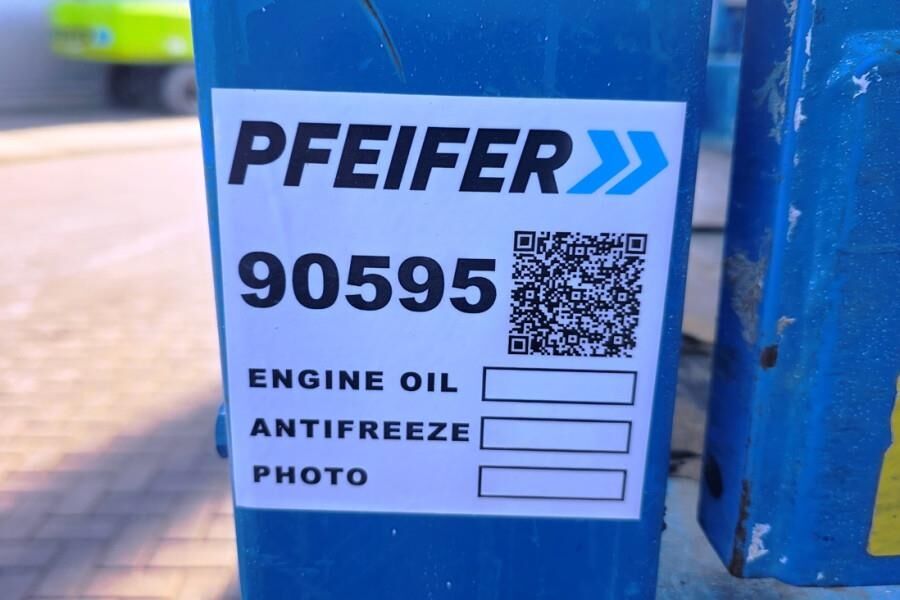 PFEIFER
90595
ENGINE OIL
ANTIFREEZE
PHOTO